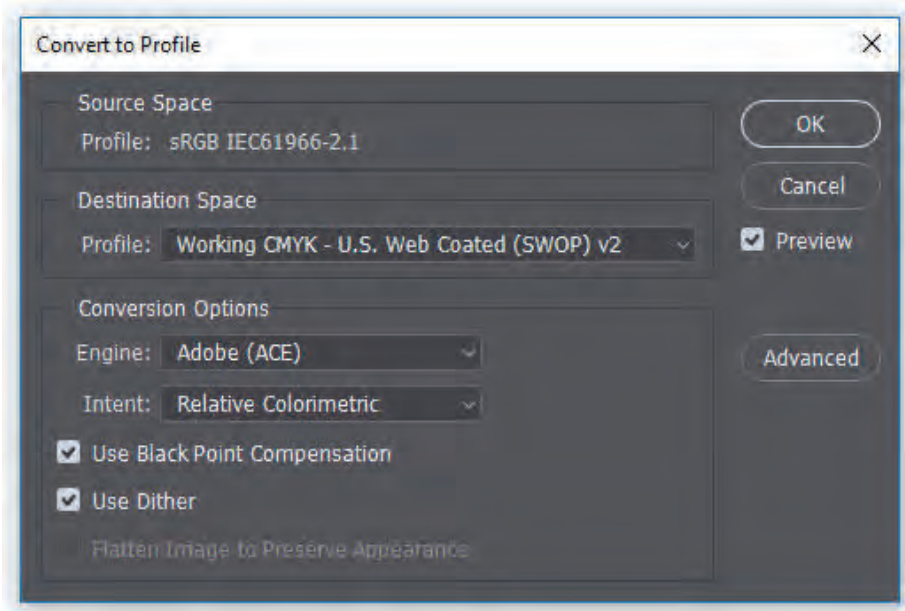 Convert to Profile
Source Space
Profile: sRGB IEC61966-2.1
OK
Cancel
Destination Space
Profile: Working CMYK - U.S. Web Coated (SWOP) v2
Preview
Conversion Options
Engine: Adobe (ACE)
Advanced
Intent: Relative Colorimetric
Use Black Point Compensation
Use Dither
Flatten Image to Preserve Appearance